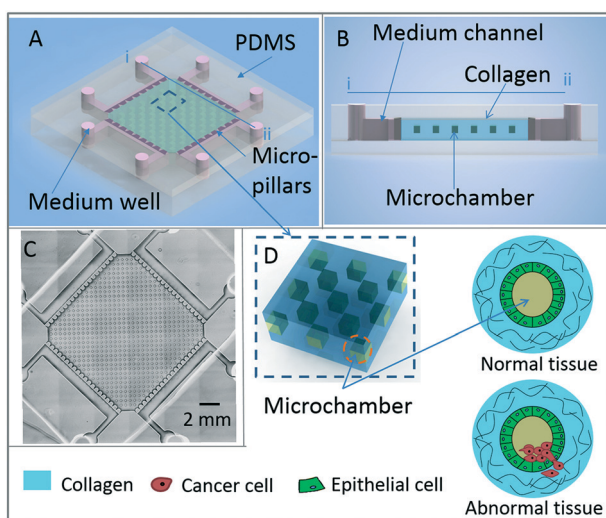 A
PDMS
i
ii
Micro-
pillars
Medium well
B
Medium channel
Collagen
i
ii
Microchamber
C
2 mm
D
Microchamber
Normal tissue
Abnormal tissue
Collagen
Cancer cell
Epithelial cell